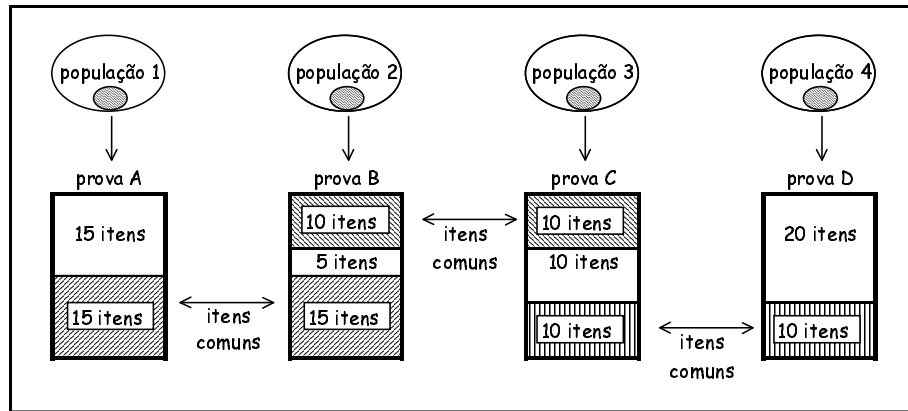 população 1
população 2
população 3
população 4
prova A
prova B
prova C
prova D
15 itens
15 itens
10 itens
5 itens
15 itens
10 itens
10 itens
10 itens
20 itens
10 itens
itens
comuns
itens
comuns
itens
comuns